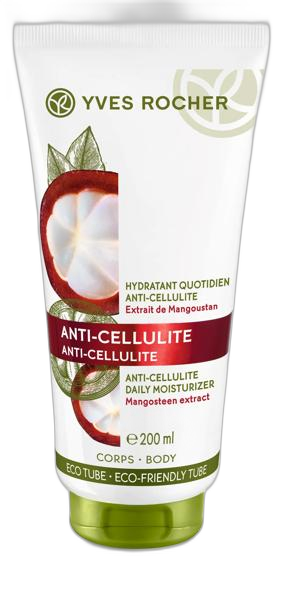 YVES ROCHER
HYDRATANT QUOTIDIEN
ANTI-CELLULITE
Extrait de Mangoustan
ANTI-CELLULITE
ANTI-CELLULITE
ANTI-CELLULITE
DAILY MOISTURIZER
Mangosteen extract
℮200 ml
CORPS · BODY
ECO TUBE · ECO-FRIENDLY TUBE